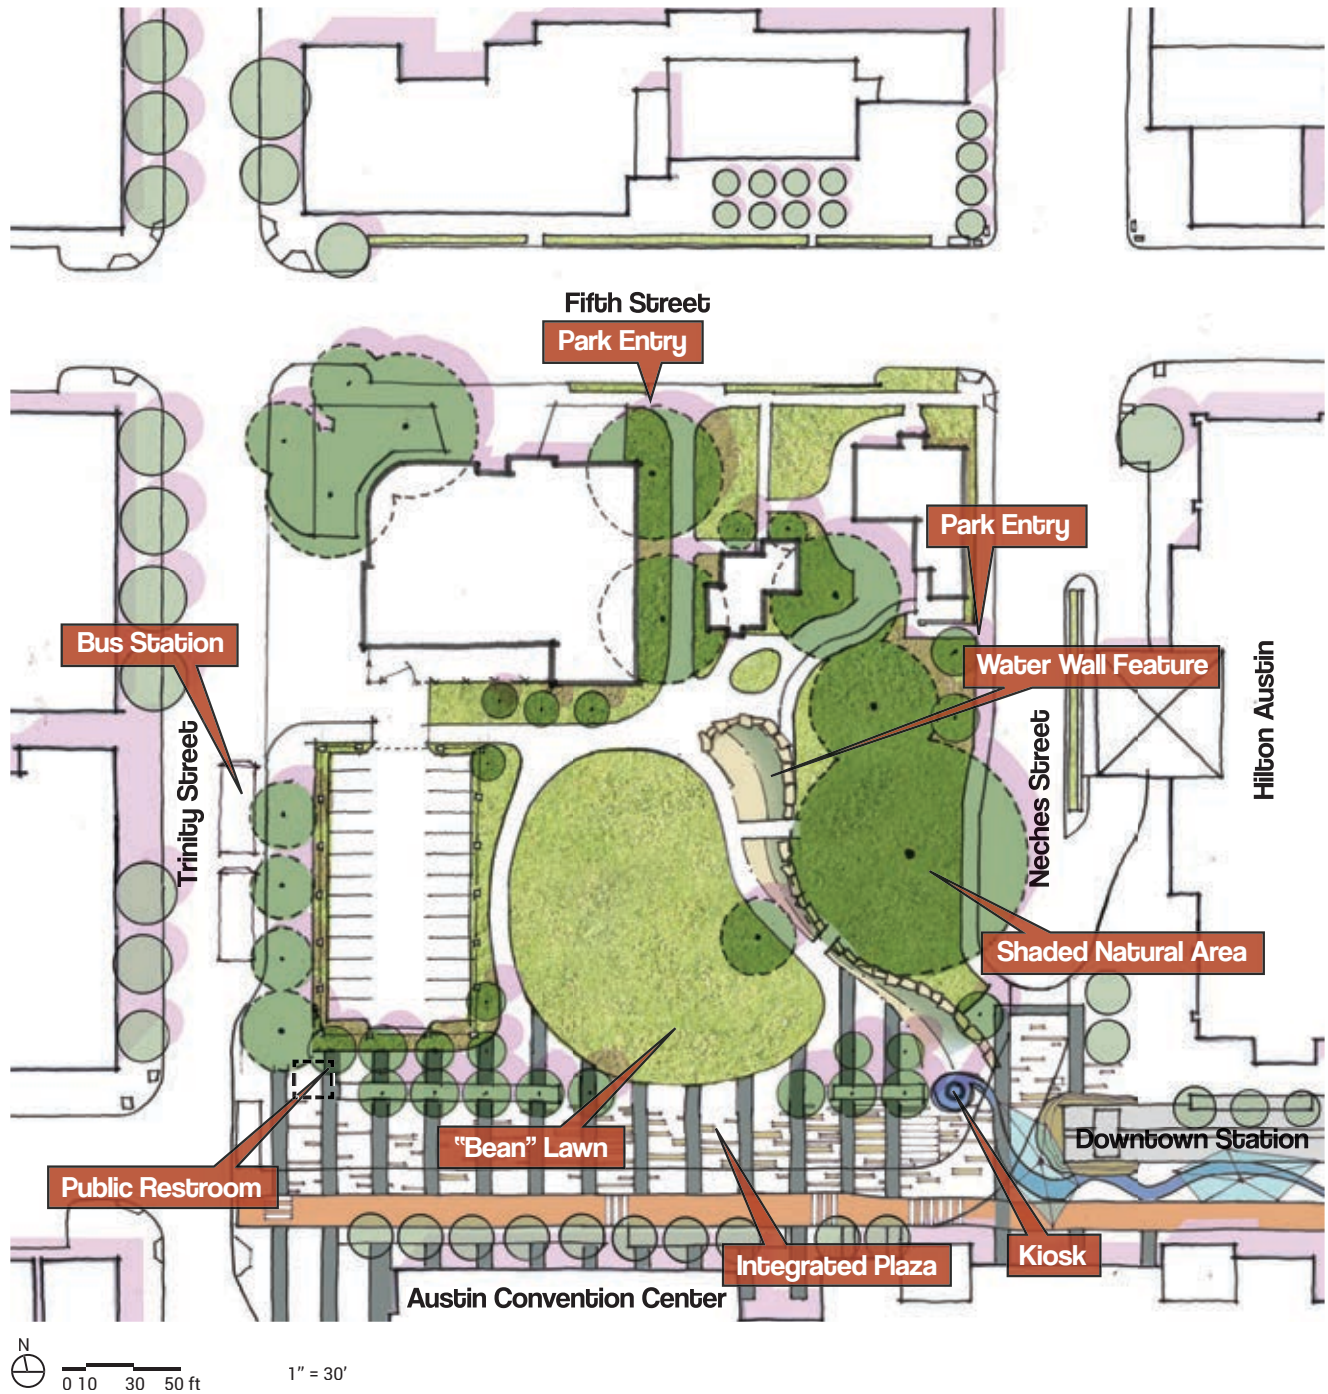 Fifth Street
Park Entry
Park Entry
Bus Station
Water Wall Feature
Trinity Street
Neches Street
Hilton Austin
Shaded Natural Area
"Bean" Lawn
Downtown Station
Public Restroom
Integrated Plaza
Kiosk
Austin Convention Center
N
0 10 30 50 ft
1" = 30'